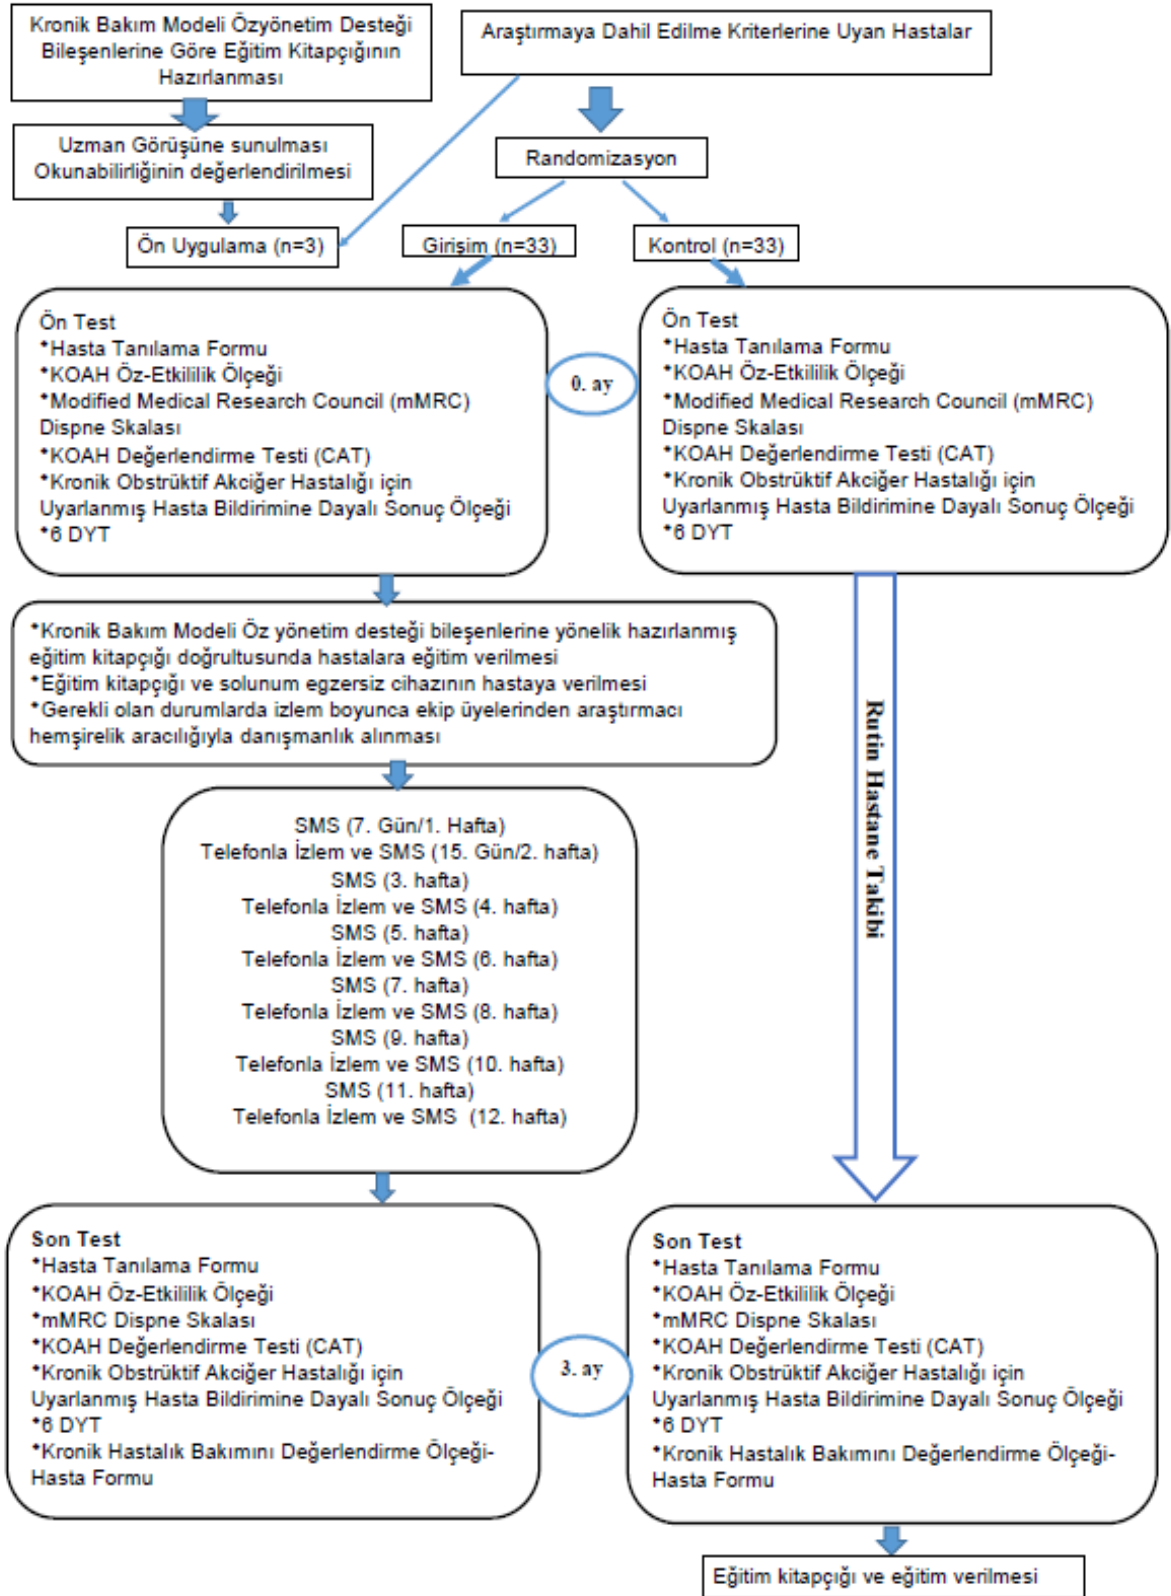 Kronik Bakım Modeli Özyönetim Desteği
Bileşenlerine Göre Eğitim Kitapçığının
Hazırlanması
Araştırmaya Dahil Edilme Kriterlerine Uyan Hastalar
Uzman Görüşüne sunulması
Okunabilirliğinin değerlendirilmesi
Randomizasyon
Ön Uygulama (n=3)
Girişim (n=33)
Kontrol (n=33)
Ön Test
*Hasta Tanılama Formu
*KOAH Öz-Etkililik Ölçeği
*Modified Medical Research Council (mMRC)
Dispne Skalası
*KOAH Değerlendirme Testi (CAT)
*Kronik Obstrüktif Akciğer Hastalığı için
Uyarlanmış Hasta Bildirimine Dayalı Sonuç Ölçeği
*6 DYT
0. ay
Ön Test
*Hasta Tanılama Formu
*KOAH Öz-Etkililik Ölçeği
*Modified Medical Research Council (mMRC)
Dispne Skalası
*KOAH Değerlendirme Testi (CAT)
*Kronik Obstrüktif Akciğer Hastalığı için
Uyarlanmış Hasta Bildirimine Dayalı Sonuç Ölçeği
*6 DYT
*Kronik Bakım Modeli Öz yönetim desteği bileşenlerine yönelik hazırlanmış
eğitim kitapçığı doğrultusunda hastalara eğitim verilmesi
*Eğitim kitapçığı ve solunum egzersiz cihazının hastaya verilmesi
*Gerekli olan durumlarda izlem boyunca ekip üyelerinden araştırmacı
hemşirelik aracılığıyla danışmanlık alınması
Rutin Hastane Takibi
SMS (7. Gün/1. Hafta)
Telefonla İzlem ve SMS (15. Gün/2. hafta)
SMS (3. hafta)
Telefonla İzlem ve SMS (4. hafta)
SMS (5. hafta)
Telefonla İzlem ve SMS (6. hafta)
SMS (7. hafta)
Telefonla İzlem ve SMS (8. hafta)
SMS (9. hafta)
Telefonla İzlem ve SMS (10. hafta)
SMS (11. hafta)
Telefonla İzlem ve SMS (12. hafta)
Son Test
*Hasta Tanılama Formu
*KOAH Öz-Etkililik Ölçeği
*mMRC Dispne Skalası
*KOAH Değerlendirme Testi (CAT)
*Kronik Obstrüktif Akciğer Hastalığı için
Uyarlanmış Hasta Bildirimine Dayalı Sonuç Ölçeği
*6 DYT
*Kronik Hastalık Bakımını Değerlendirme Ölçeği-
Hasta Formu
3. ay
Son Test
*Hasta Tanılama Formu
*KOAH Öz-Etkililik Ölçeği
*mMRC Dispne Skalası
*KOAH Değerlendirme Testi (CAT)
*Kronik Obstrüktif Akciğer Hastalığı için
Uyarlanmış Hasta Bildirimine Dayalı Sonuç Ölçeği
*6 DYT
*Kronik Hastalık Bakımını Değerlendirme Ölçeği-
Hasta Formu
Eğitim kitapçığı ve eğitim verilmesi